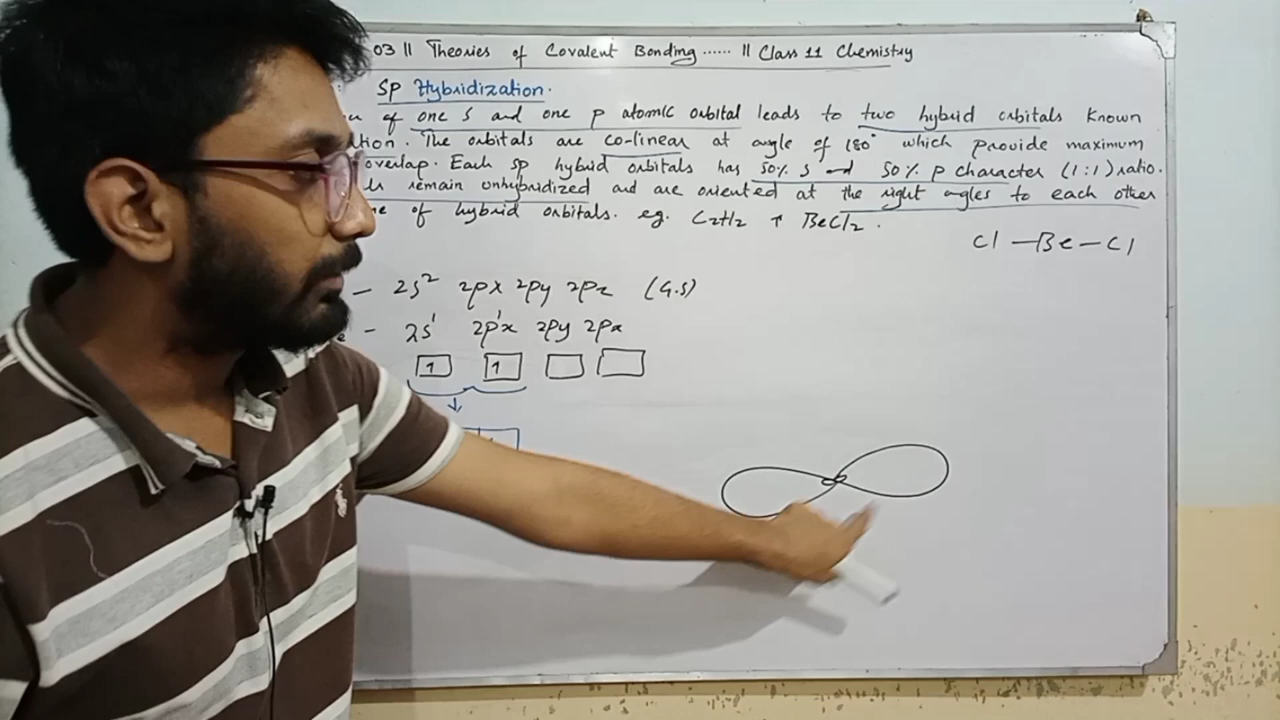 03 || Theories of Covalent Bonding ...... || Class 11 Chemistry
Sp Hybridization.
of one s and one p atomic orbital leads to two hybrid orbitals known
The orbitals are co-linear at angle of 180° which provide maximum
overlap. Each sp hybrid orbitals has 50% s and 50% p character (1:1) ratio.
remain unhybridized and are oriented at the right angles to each other
of hybrid orbitals. eg. C2H2 BeCl2.
Cl — Be — Cl
– 2s² 2px 2py 2pz (G.S)
– 2s¹ 2p¹x 2py 2pz
1 1